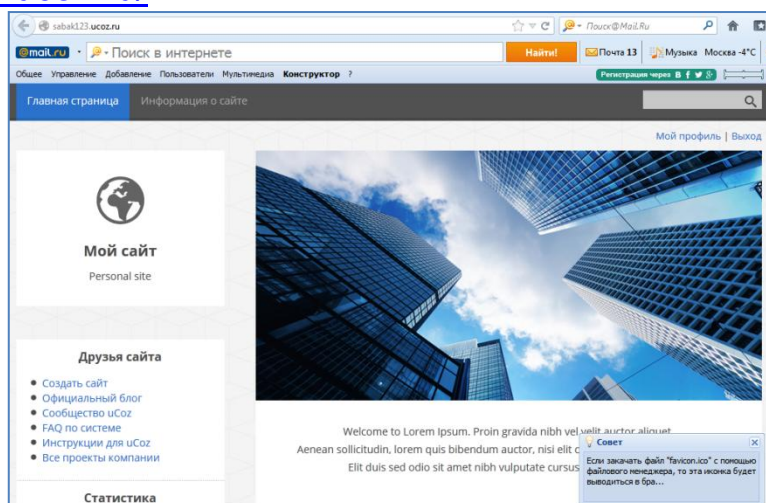 sabak123.ucoz.ru
Поиск@Mail.Ru
@mail.ru
Поиск в интернете
Найти!
Почта 13
Музыка
Москва -4°C
Общее Управление Добавление Пользователи Мультимедиа Конструктор ?
Регистрация через
Главная страница
Информация о сайте
Мой профиль | Выход
Мой сайт
Personal site
Друзья сайта
Создать сайт
Официальный блог
Сообщество uCoz
FAQ по системе
Инструкции для uCoz
Все проекты компании
Статистика
Welcome to Lorem Ipsum. Proin gravida nibh vel velit auctor aliquet.
Aenean sollicitudin, lorem quis bibendum auctor, nisi elit c
Elit duis sed odio sit amet nibh vulputate cursus
Совет
Если закачать файл "favicon.ico" с помощью
файлового менеджера, то эта иконка будет
выводиться в бра...